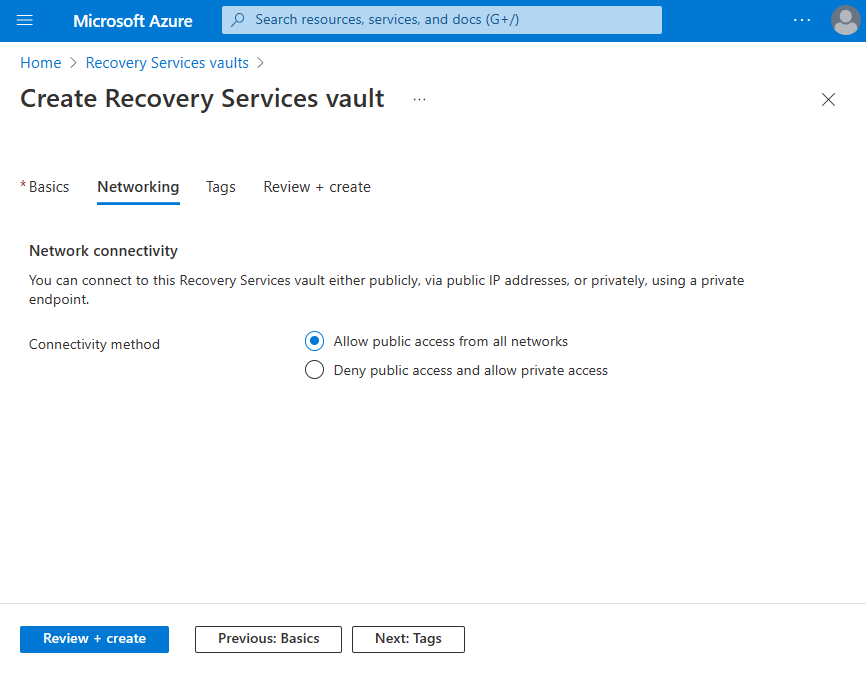 Microsoft Azure
Search resources, services, and docs (G+/)
Home > Recovery Services vaults >
Create Recovery Services vault ...
* Basics Networking Tags Review + create
Network connectivity
You can connect to this Recovery Services vault either publicly, via public IP addresses, or privately, using a private
endpoint.
Connectivity method
Allow public access from all networks
Deny public access and allow private access
Review + create Previous: Basics Next: Tags